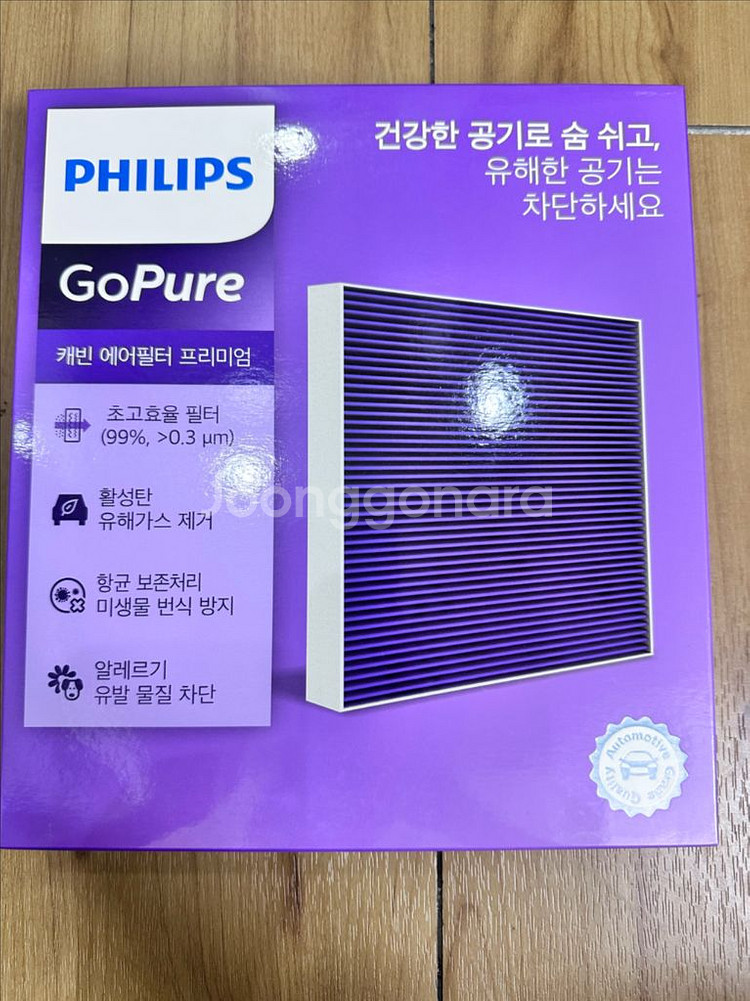 PHILIPS
GoPure
캐빈 에어필터 프리미엄
초고효율 필터
(99%, >0.3 μm)
활성탄
유해가스 제거
항균 보존처리
미생물 번식 방지
알레르기
유발 물질 차단
건강한 공기로 숨 쉬고,
유해한 공기는
차단하세요
Joonggonara
Automotive Grade Quality